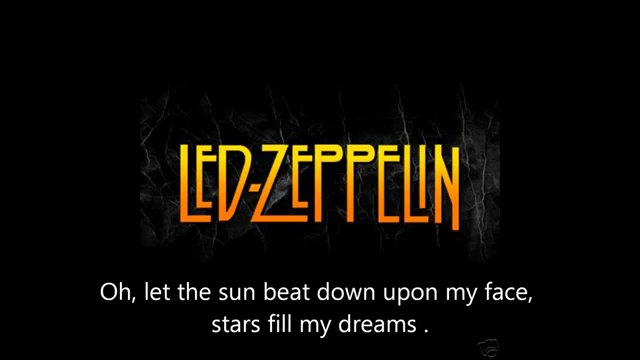 LED-ZEPPELIN
Oh, let the sun beat down upon my face,
stars fill my dreams .